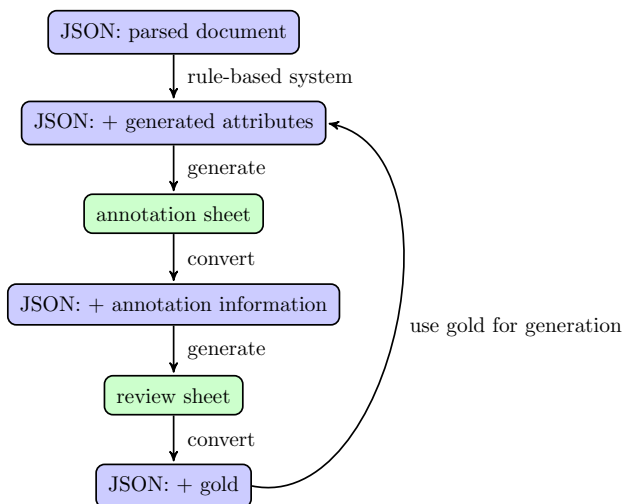 JSON: parsed document
rule-based system
JSON: + generated attributes
generate
annotation sheet
convert
JSON: + annotation information
use gold for generation
generate
review sheet
convert
JSON: + gold